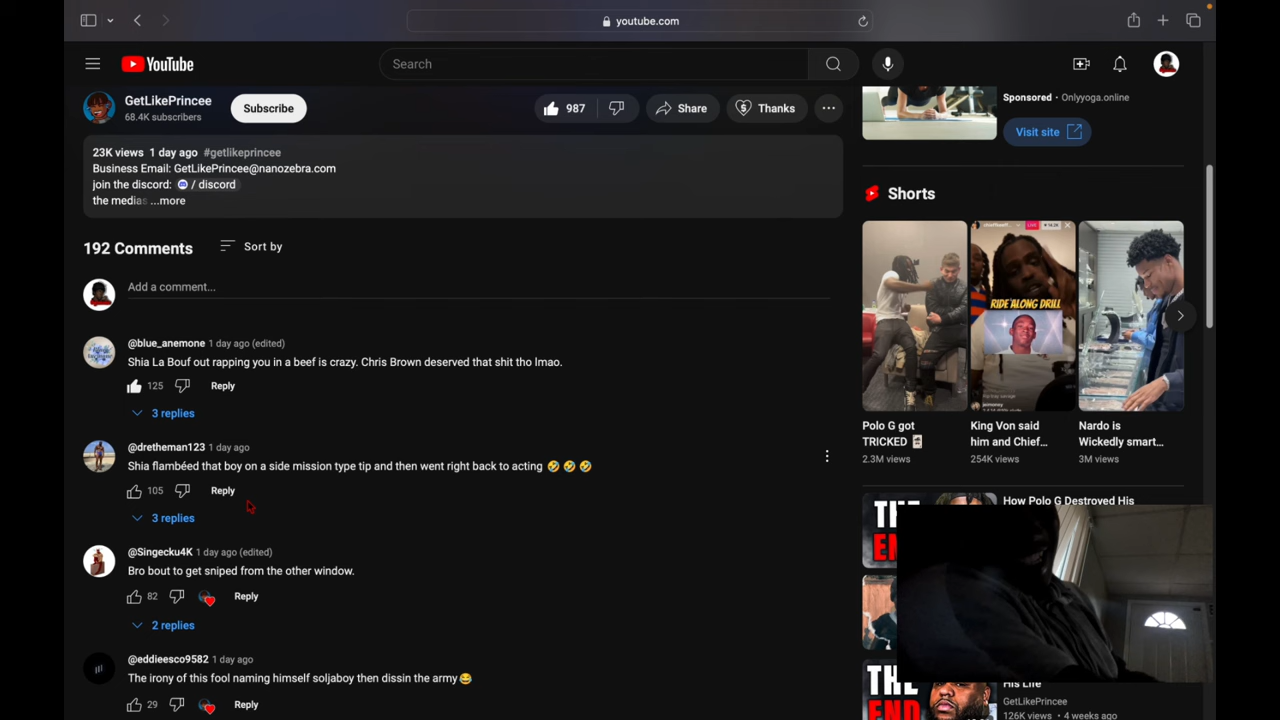 youtube.com
YouTube
Search
GetLikePrincee
68.4K subscribers
Subscribe
987
Share
Thanks
23K views 1 day ago #getlikeprincee
Business Email: GetLikePrincee@nanozebra.com
join the discord: / discord
the medias ...more
192 Comments
Sort by
Add a comment...
@blue_anemone 1 day ago (edited)
Shia La Bouf out rapping you in a beef is crazy. Chris Brown deserved that shit tho lmao.
125 Reply
3 replies
@dretheman123 1 day ago
Shia flambéed that boy on a side mission type tip and then went right back to acting 🤣 🤣 🤣
105 Reply
3 replies
@Singecku4K 1 day ago (edited)
Bro bout to get sniped from the other window.
82 Reply
2 replies
@eddieesco9582 1 day ago
The irony of this fool naming himself soljaboy then dissin the army😂
29 Reply
Sponsored · Onlyyoga.online
Visit site
Shorts
LIVE
RIDE ALONG DRILL
Polo G got
TRICKED
2.3M views
King Von said
him and Chief...
254K views
Nardo is
Wickedly smart...
3M views
THE
How Polo G Destroyed His
THE
END
His Life
GetLikePrincee
126K views · 4 weeks ago